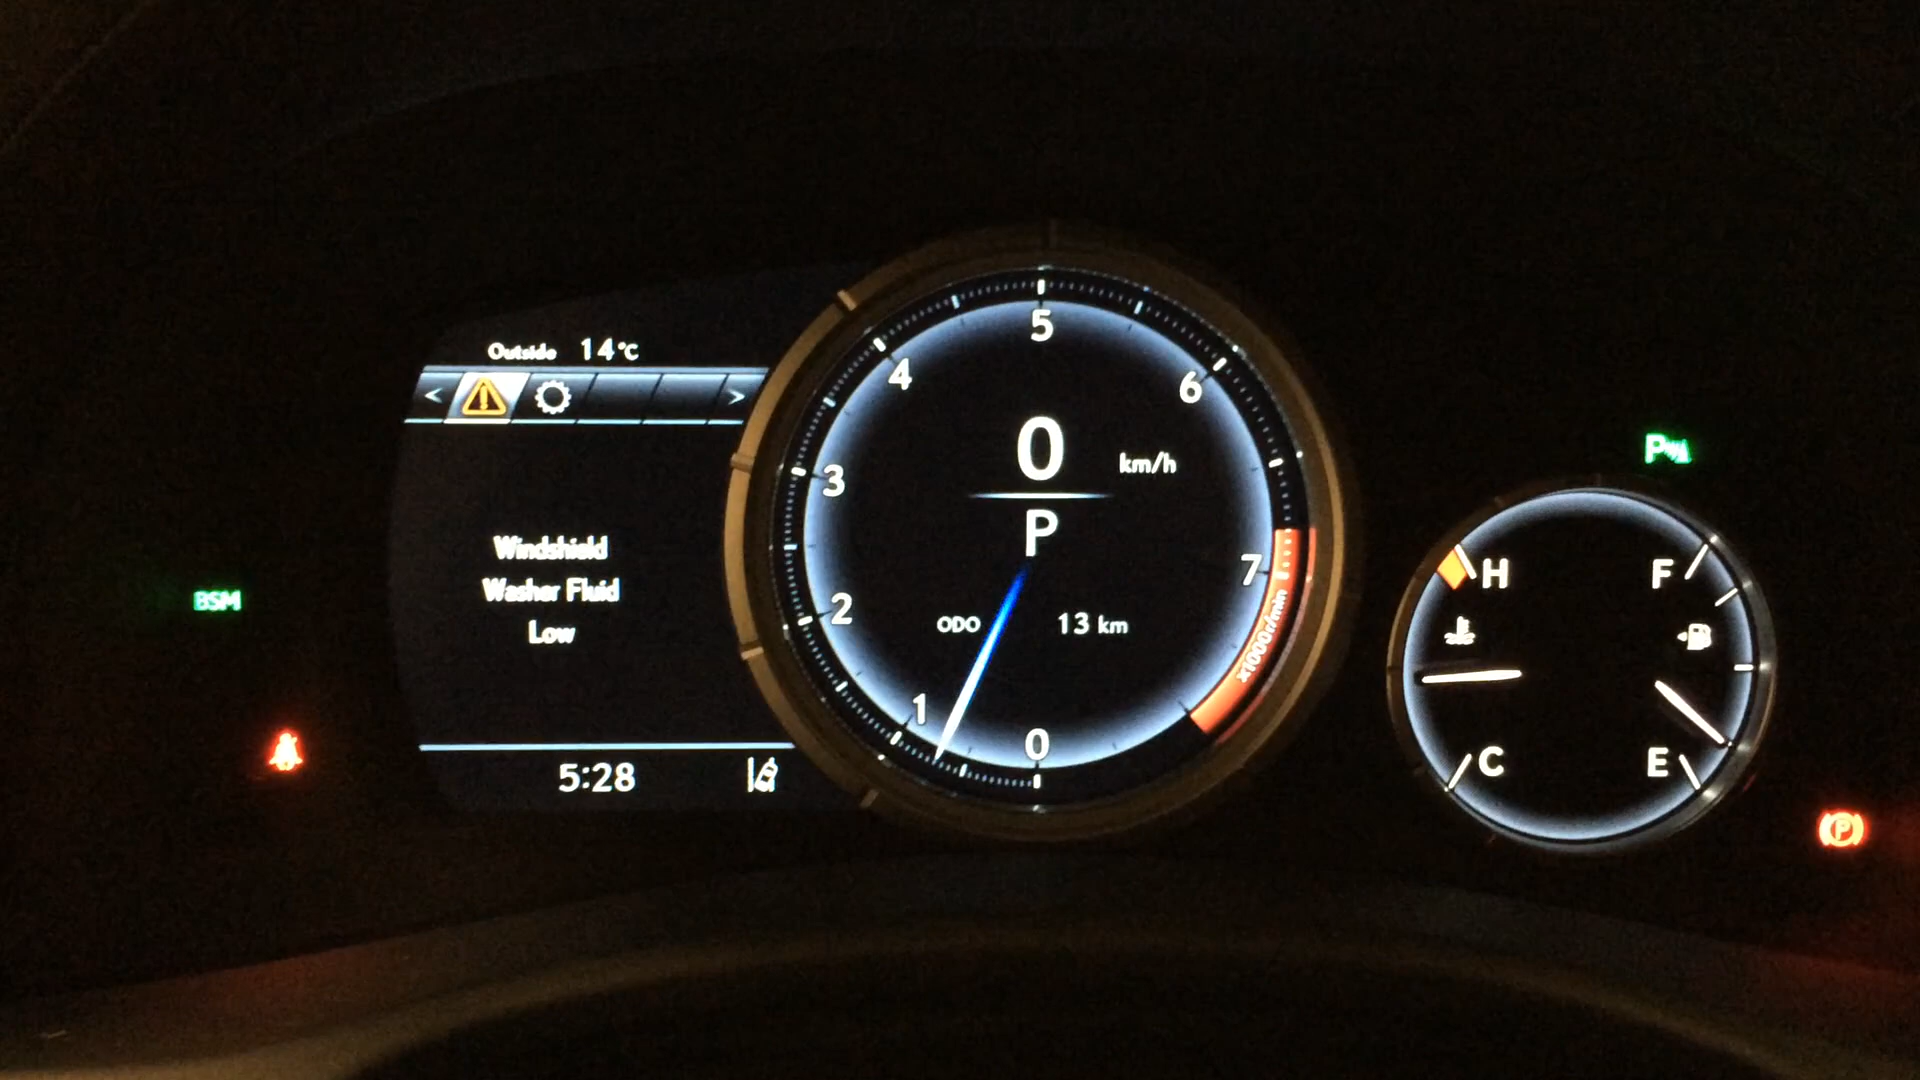 Outside 14°C
< >
Windshield
Washer Fluid
Low
5:28
BSM
0 km/h
P
ODO 13 km
0
1
2
3
4
5
6
7
x1000r/min
P
H
C
F
E
P